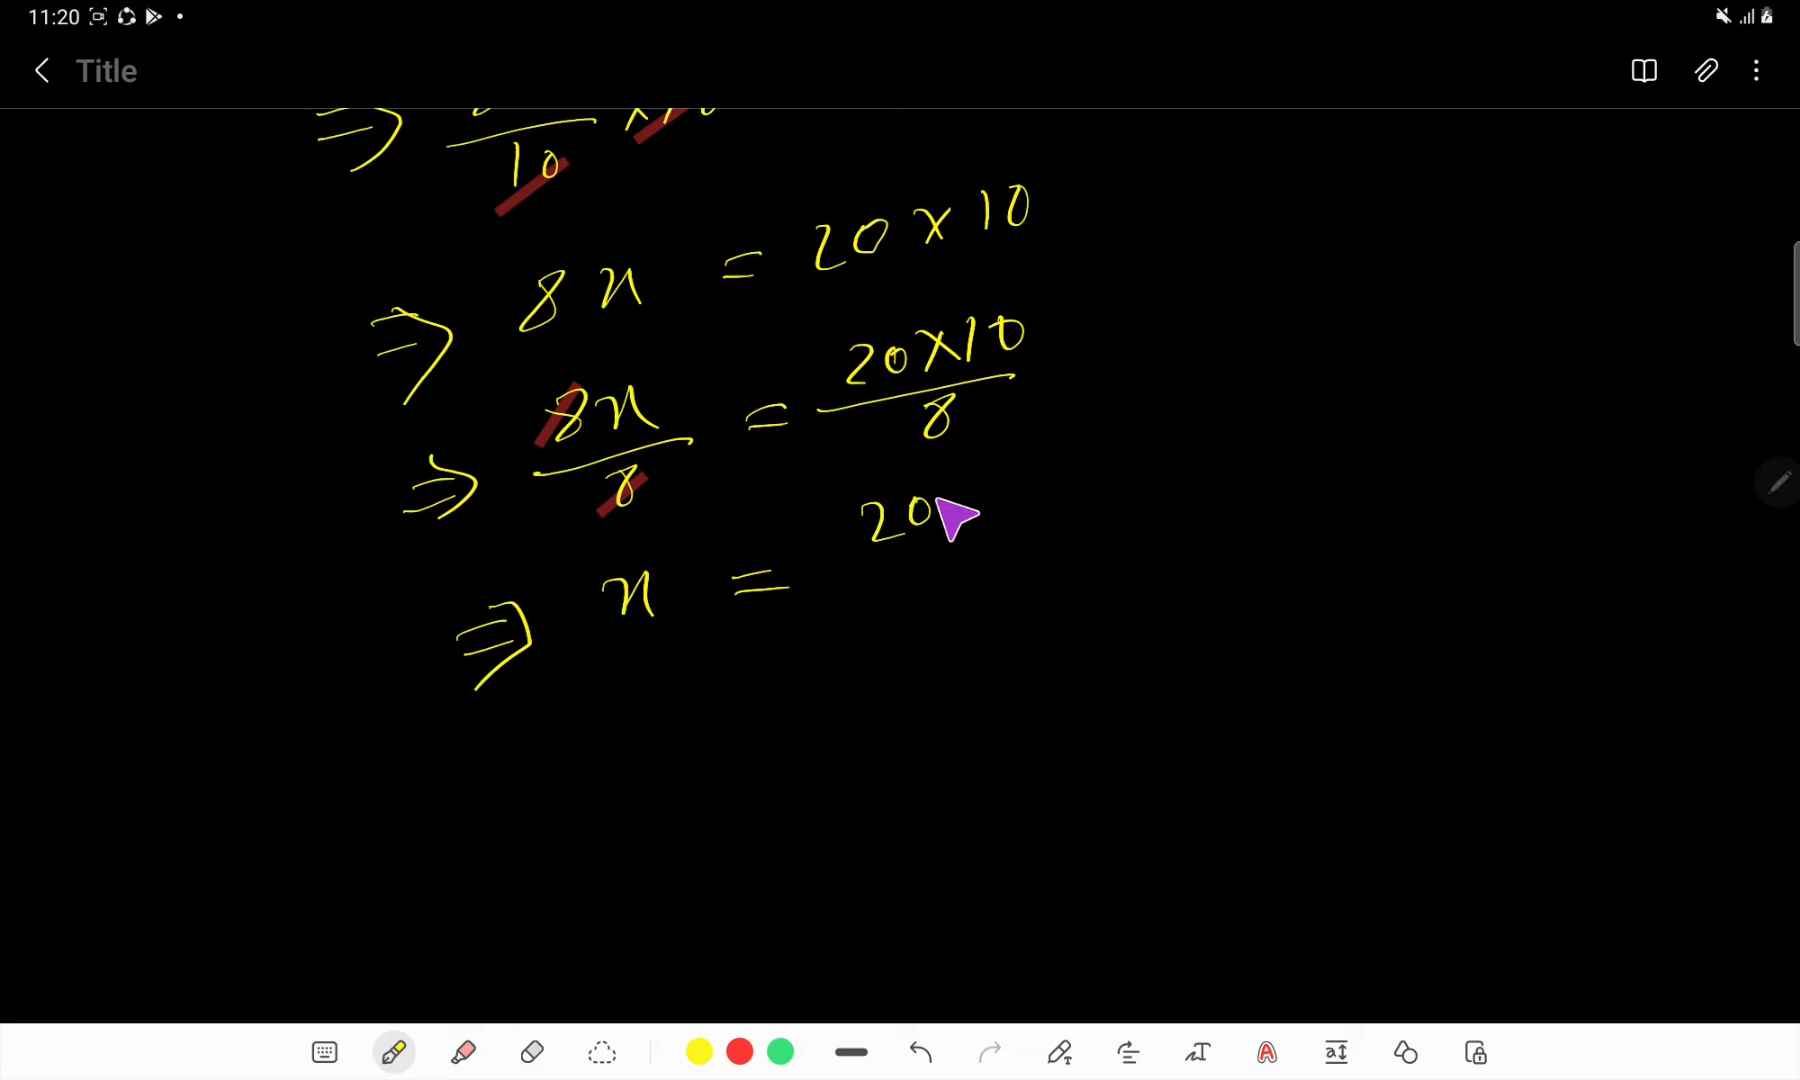 11:20
Title
⇒ 10
⇒ 8x = 20 × 10
⇒ 8x/8 = 20×10/8
⇒ x = 20